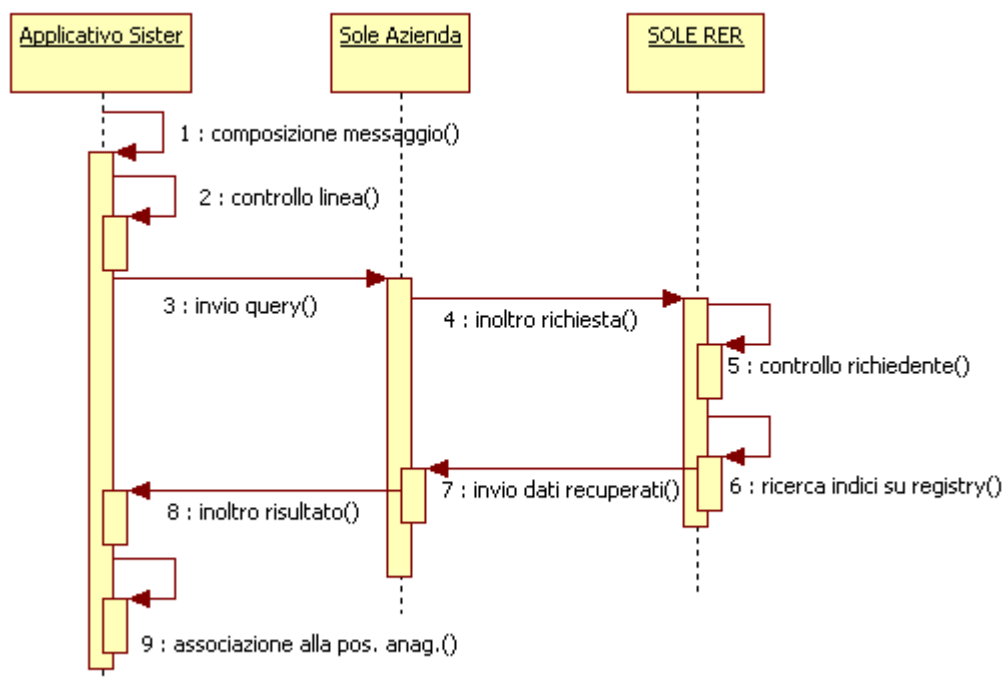 Applicativo Sister
Sole Azienda
SOLE RER
1 : composizione messaggio()
2 : controllo linea()
3 : invio query()
4 : inoltro richiesta()
5 : controllo richiedente()
6 : ricerca indici su registry()
7 : invio dati recuperati()
8 : inoltro risultato()
9 : associazione alla pos. anag.()